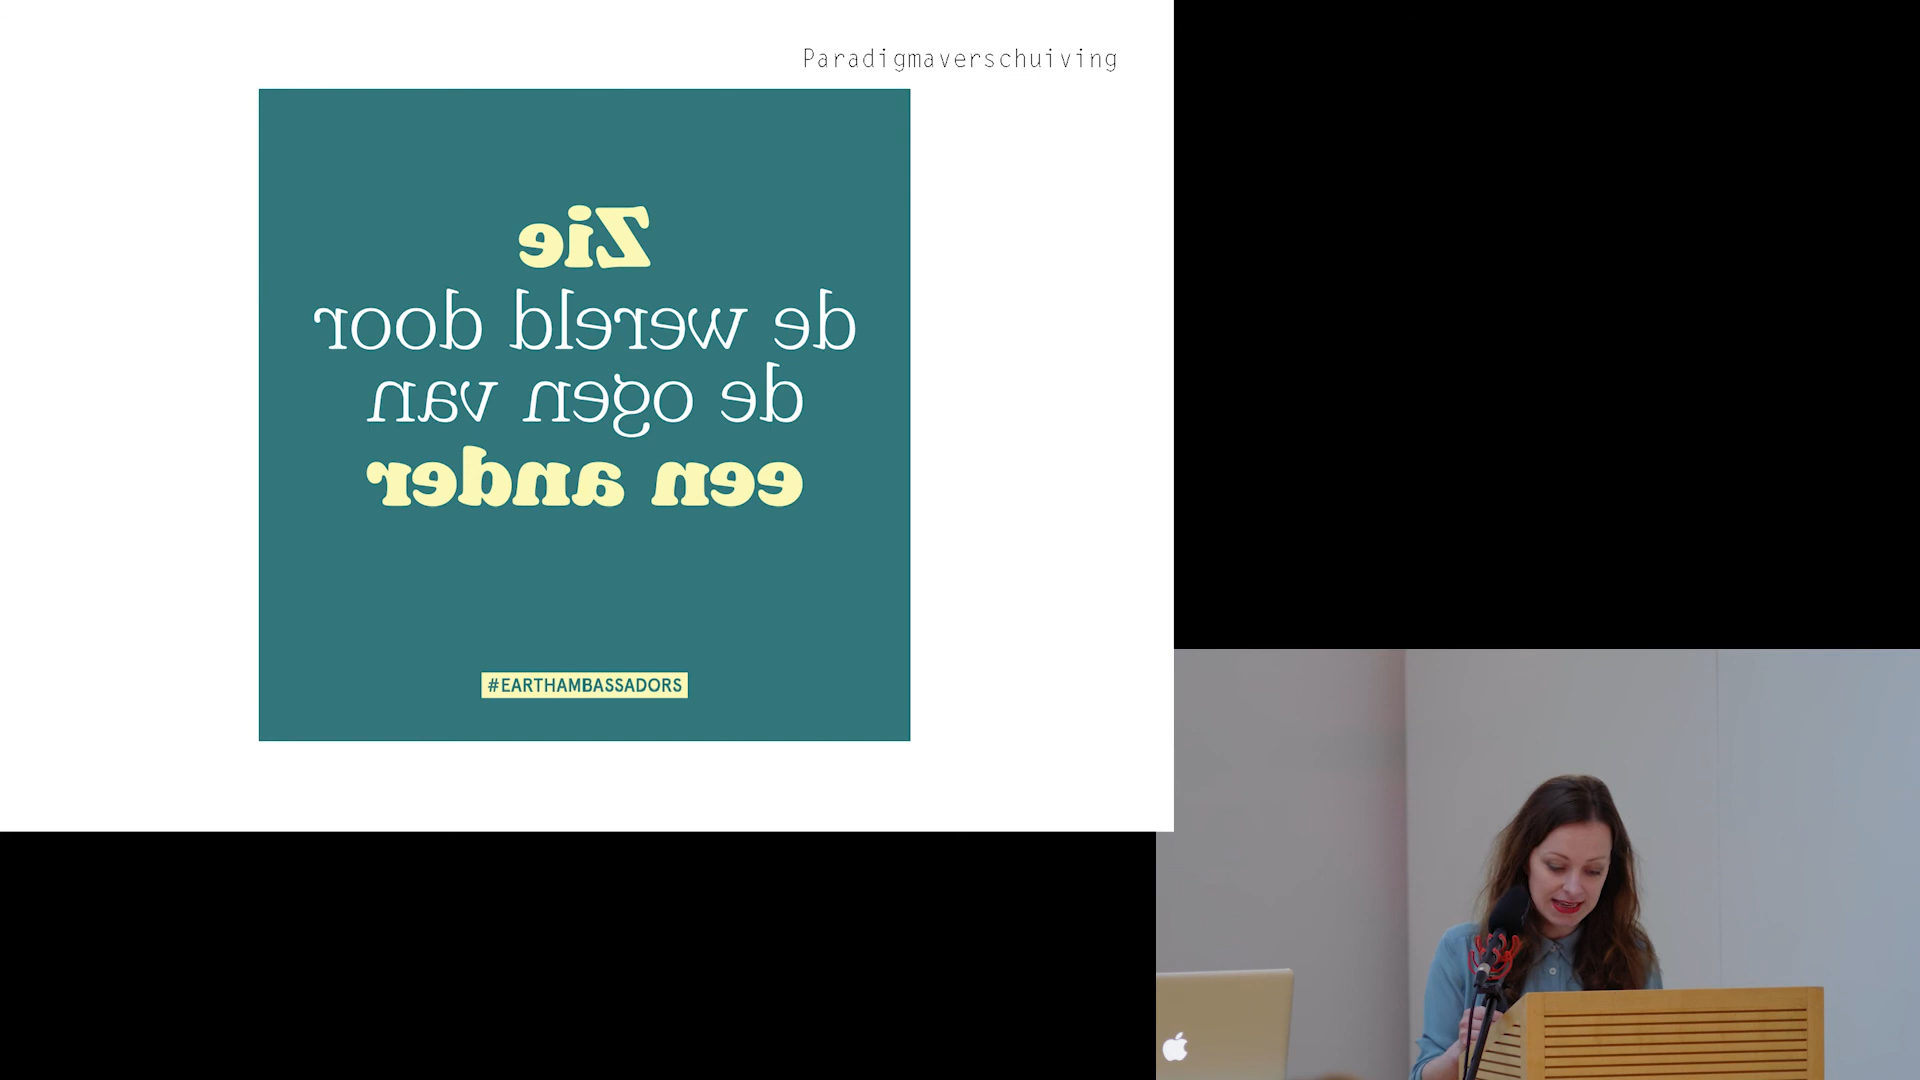 Paradigmaverschuiving
Zie
de wereld door
de ogen van
een ander
#EARTHAMBASSADORS